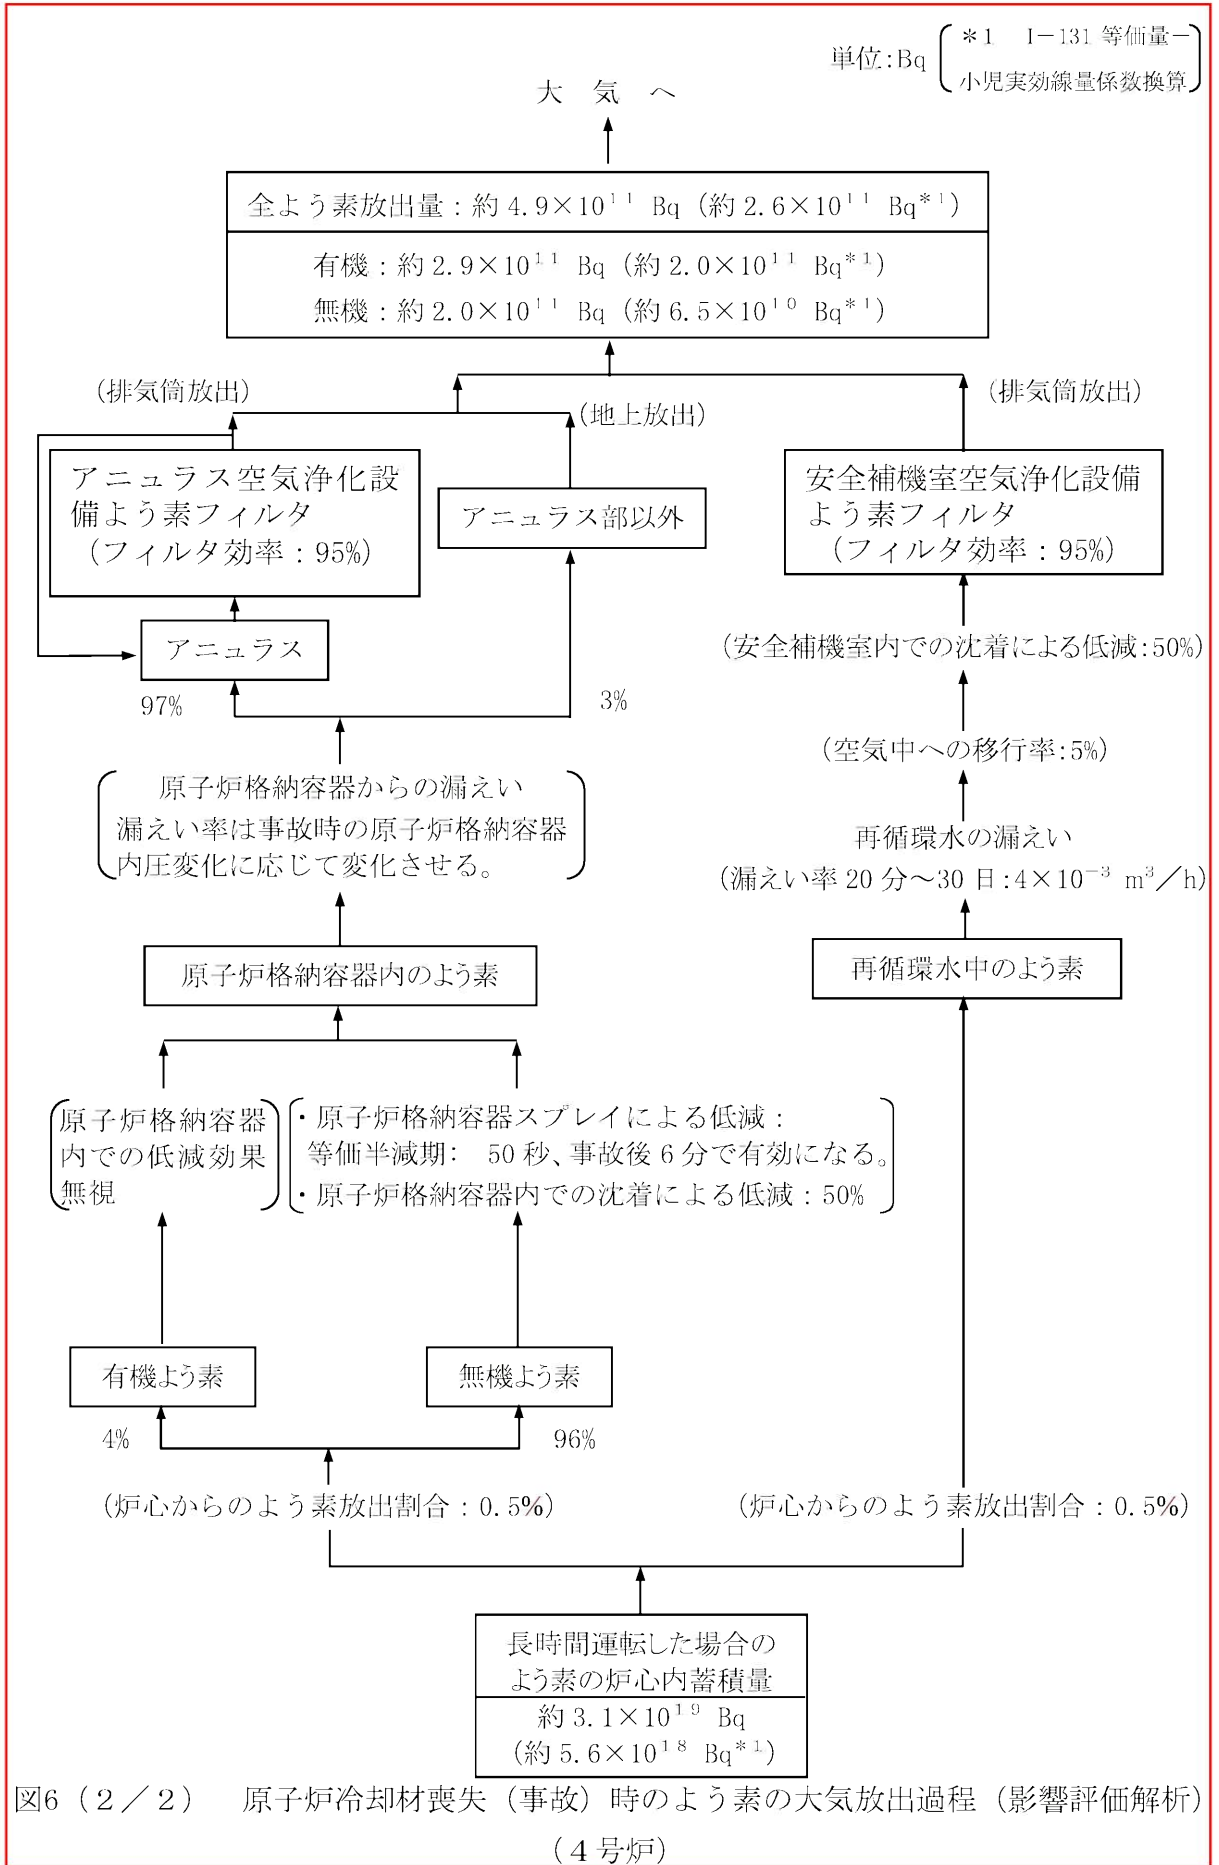 単位:Bq
*1 I−131 等価量−
小児実効線量係数換算
大 気 へ
全よう素放出量:約 4.9×10¹¹ Bq (約 2.6×10¹¹ Bq*¹)
有機:約 2.9×10¹¹ Bq (約 2.0×10¹¹ Bq*¹)
無機:約 2.0×10¹¹ Bq (約 6.5×10¹⁰ Bq*¹)
(排気筒放出)
(地上放出)
(排気筒放出)
アニュラス空気浄化設
備よう素フィルタ
(フィルタ効率:95%)
アニュラス部以外
安全補機室空気浄化設備
よう素フィルタ
(フィルタ効率:95%)
アニュラス
97%
3%
(安全補機室内での沈着による低減:50%)
(空気中への移行率:5%)
原子炉格納容器からの漏えい
漏えい率は事故時の原子炉格納容器
内圧変化に応じて変化させる。
再循環水の漏えい
(漏えい率 20 分〜30 日:4×10⁻³ m³/h)
原子炉格納容器内のよう素
再循環水中のよう素
原子炉格納容器
内での低減効果
無視
・原子炉格納容器スプレイによる低減:
等価半減期: 50 秒、事故後 6 分で有効になる。
・原子炉格納容器内での沈着による低減:50%
有機よう素
無機よう素
4%
96%
(炉心からのよう素放出割合:0.5%)
(炉心からのよう素放出割合:0.5%)
長時間運転した場合の
よう素の炉心内蓄積量
約 3.1×10¹⁹ Bq
(約 5.6×10¹⁸ Bq*¹)
図6(2/2) 原子炉冷却材喪失(事故)時のよう素の大気放出過程(影響評価解析)
(4号炉)